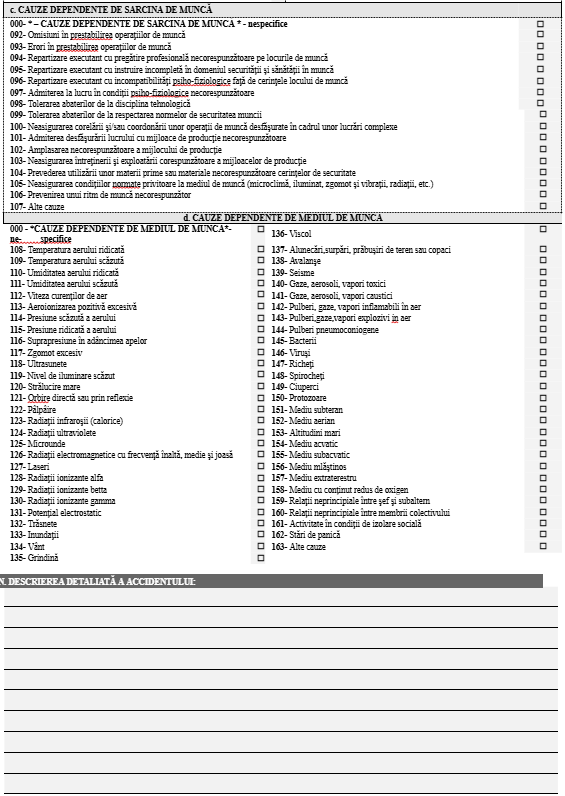 c. CAUZE DEPENDENTE DE SARCINA DE MUNCĂ
000- * – CAUZE DEPENDENTE DE SARCINA DE MUNCĂ * - nespecifice
092- Omisiuni în prestabilirea operaţiilor de muncă
093- Erori în prestabilirea operaţiilor de muncă
094- Repartizare executant cu pregătire profesională necorespunzătoare pe locurile de muncă
095- Repartizare executant cu instruire incompletă în domeniul securităţii şi sănătăţii în muncă
096- Repartizare executant cu incompatibilităţi psiho-fiziologice faţă de cerinţele locului de muncă
097- Admiterea la lucru în condiţii psiho-fiziologice necorespunzătoare
098- Tolerarea abaterilor de la disciplina tehnologică
099- Tolerarea abaterilor de la respectarea normelor de securitatea muncii
100- Neasigurarea corelării şi/sau coordonării unor operaţii de muncă desfăşurate în cadrul unor lucrări complexe
101- Admiterea desfăşurării lucrului cu mijloace de producţie necorespunzătoare
102- Amplasarea necorespunzătoare a mijlocului de producţie
103- Neasigurarea întreţinerii şi exploatării corespunzătoare a mijloacelor de producţie
104- Prevederea utilizării unor materii prime sau materiale necorespunzătoare cerinţelor de securitate
105- Neasigurarea condiţiilor normate privitoare la mediul de muncă (microclimă, iluminat, zgomot şi vibraţii, radiaţii, etc.)
106- Prevenirea unui ritm de muncă necorespunzător
107- Alte cauze
d. CAUZE DEPENDENTE DE MEDIUL DE MUNCA
000 - *CAUZE DEPENDENTE DE MEDIUL DE MUNCA*-
ne- specifice
108- Temperatura aerului ridicată
109- Temperatura aerului scăzută
110- Umiditatea aerului ridicată
111- Umiditatea aerului scăzută
112- Viteza curenţilor de aer
113- Aeroionizarea pozitivă excesivă
114- Presiune scăzută a aerului
115- Presiune ridicată a aerului
116- Suprapresiune în adâncimea apelor
117- Zgomot excesiv
118- Ultrasunete
119- Nivel de iluminare scăzut
120- Strălucire mare
121- Orbire directă sau prin reflexie
122- Pâlpâire
123- Radiaţii infraroşii (calorice)
124- Radiaţii ultraviolete
125- Microunde
126- Radiaţii electromagnetice cu frecvenţă înaltă, medie şi joasă
127- Laseri
128- Radiaţii ionizante alfa
129- Radiaţii ionizante betta
130- Radiaţii ionizante gamma
131- Potenţial electrostatic
132- Trăsnete
133- Inundaţii
134- Vânt
135- Grindină
136- Viscol
137- Alunecări,surpări, prăbuşiri de teren sau copaci
138- Avalanşe
139- Seisme
140- Gaze, aerosoli, vapori toxici
141- Gaze, aerosoli, vapori caustici
142- Pulberi, gaze, vapori inflamabili în aer
143- Pulberi,gaze,vapori explozivi în aer
144- Pulberi pneumoconiogene
145- Bacterii
146- Viruşi
147- Richeţi
148- Spirocheţi
149- Ciuperci
150- Protozoare
151- Mediu subteran
152- Mediu aerian
153- Altitudini mari
154- Mediu acvatic
155- Mediu subacvatic
156- Mediu mlăştinos
157- Mediu extraterestru
158- Mediu cu conţinut redus de oxigen
159- Relaţii neprincipiale între şef şi subaltern
160- Relaţii neprincipiale între membrii colectivului
161- Activitate în condiţii de izolare socială
162- Stări de panică
163- Alte cauze
N. DESCRIEREA DETALIATĂ A ACCIDENTULUI: